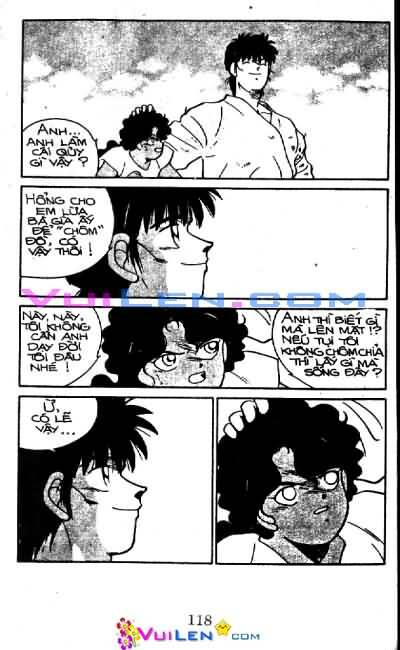 ANH...
ANH LÀM
CÁI QUỶ
GÌ VẬY ?
HỔNG CHO
EM LỪA
BÀ GIÀ ẤY
ĐỂ "CHÔM"
ĐỒ, CÓ
VẬY THÔI !
VUILEN.COM
NÀY, NÀY,
TÔI KHÔNG
CẦN ANH
DẠY ĐỜI
TÔI ĐÂU
NHÉ !
ANH THÌ BIẾT GÌ
MÀ LÊN MẶT !?
NẾU TỤI TÔI
KHÔNG CHÔM CHỈA
THÌ LẤY GÌ MÀ
SỐNG ĐÂY ?
Ừ,
CÓ LẼ
VẬY...
118
VUILEN.COM